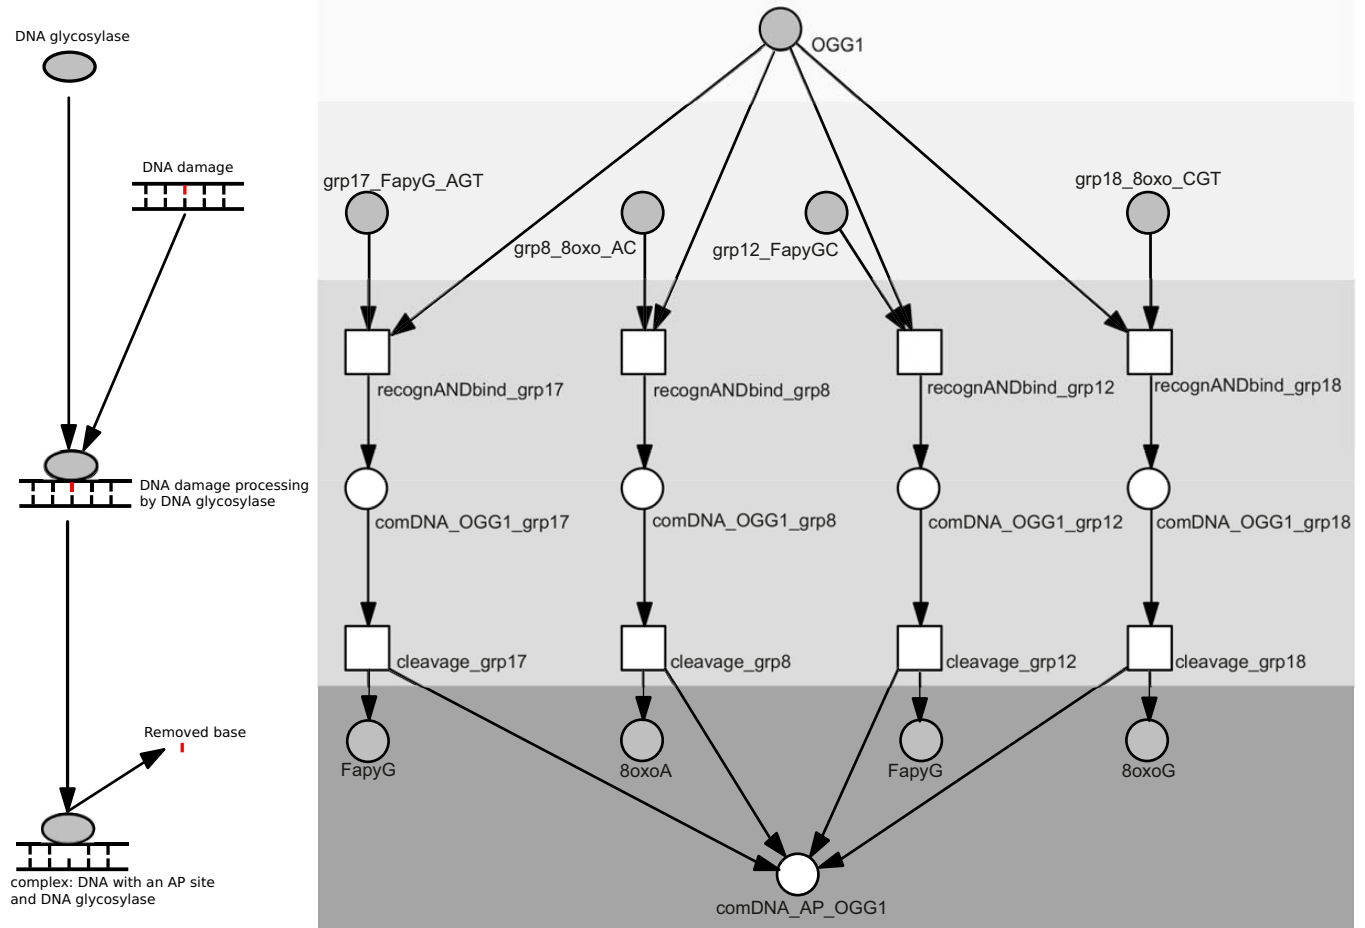 DNA glycosylase
DNA damage
DNA damage processing
by DNA glycosylase
Removed base
complex: DNA with an AP site
and DNA glycosylase
OGG1
grp17_FapyG_AGT
grp8_8oxo_AC
grp12_FapyGC
grp18_8oxo_CGT
recognANDbind_grp17
recognANDbind_grp8
recognANDbind_grp12
recognANDbind_grp18
comDNA_OGG1_grp17
comDNA_OGG1_grp8
comDNA_OGG1_grp12
comDNA_OGG1_grp18
cleavage_grp17
cleavage_grp8
cleavage_grp12
cleavage_grp18
FapyG
8oxoA
FapyG
8oxoG
comDNA_AP_OGG1